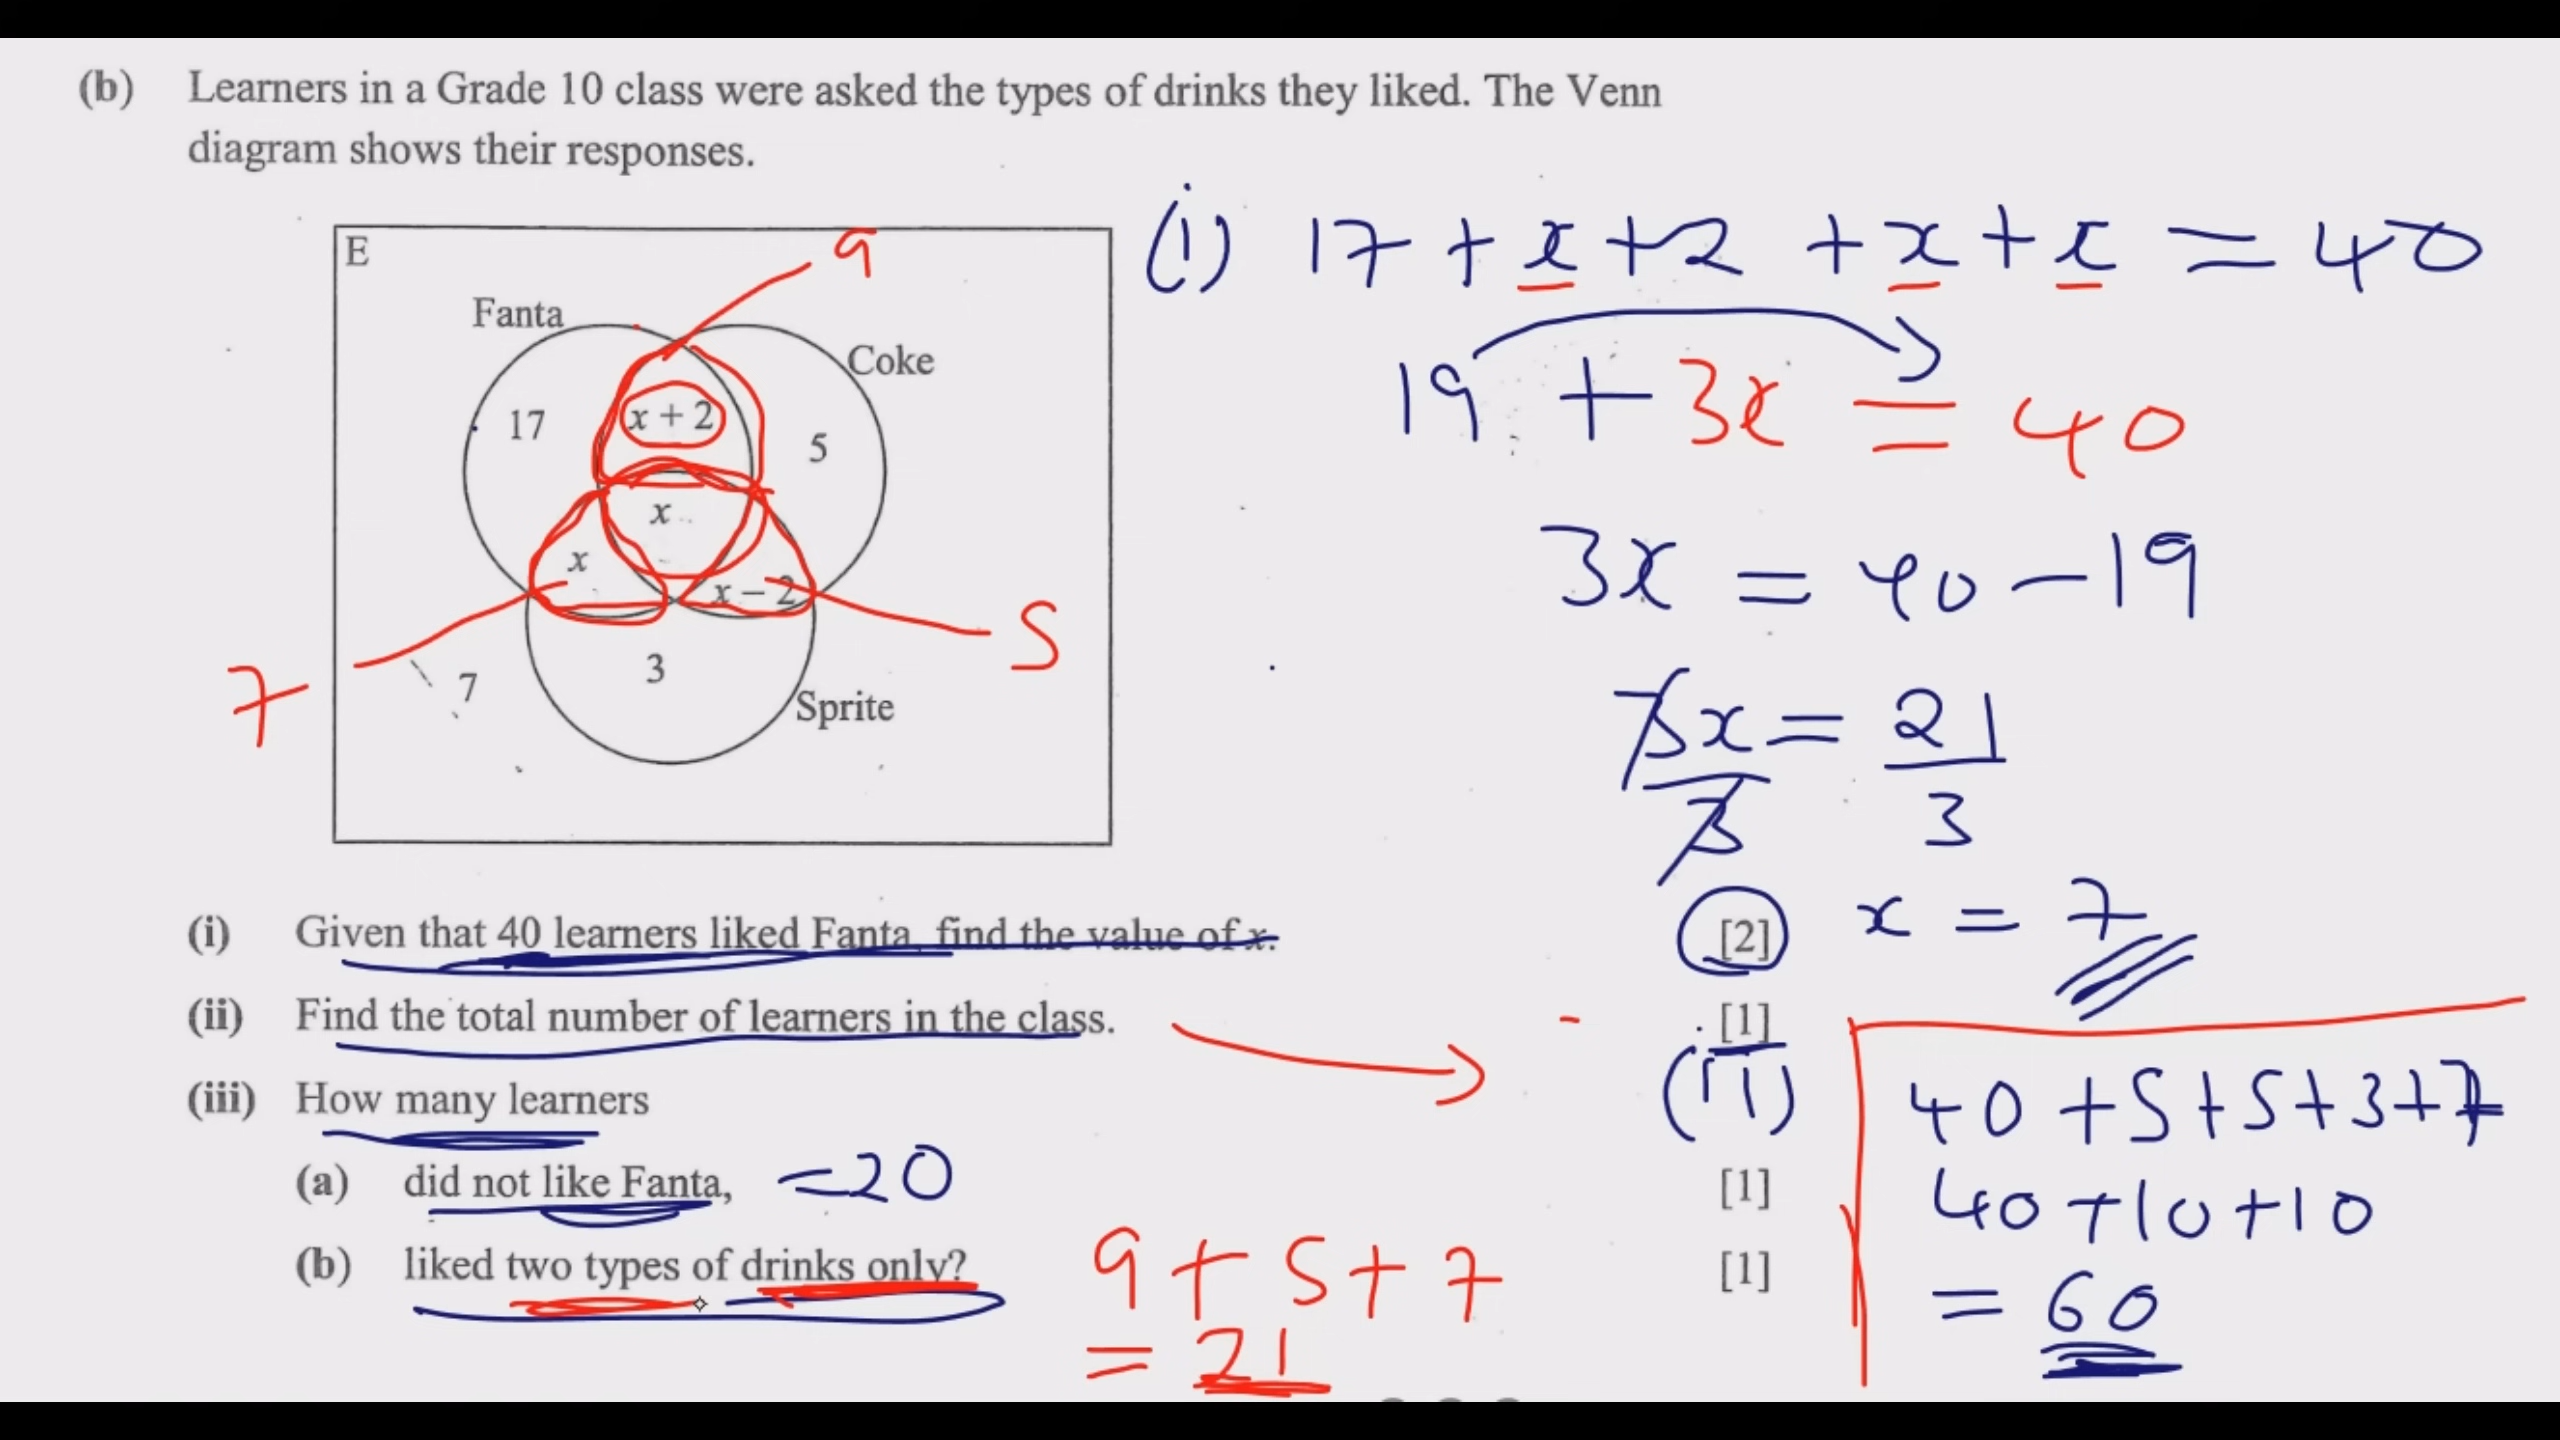 (b) Learners in a Grade 10 class were asked the types of drinks they liked. The Venn
diagram shows their responses.
E
9
(i) 17 + x + 2 + x + x = 40
Fanta
Coke
19 + 3x = 40
17
x + 2
5
x
3x = 40 - 19
x
x - 2
5
7
7
3
Sprite
3x = 21
3 3
(i) Given that 40 learners liked Fanta, find the value of x. [2]
x = 7
(ii) Find the total number of learners in the class. [1]
(iii) How many learners
(11) 40 + 5 + 5 + 3 + 7
(a) did not like Fanta, = 20 [1]
40 + 10 + 10
(b) liked two types of drinks only? [1]
9 + 5 + 7
= 60
= 21